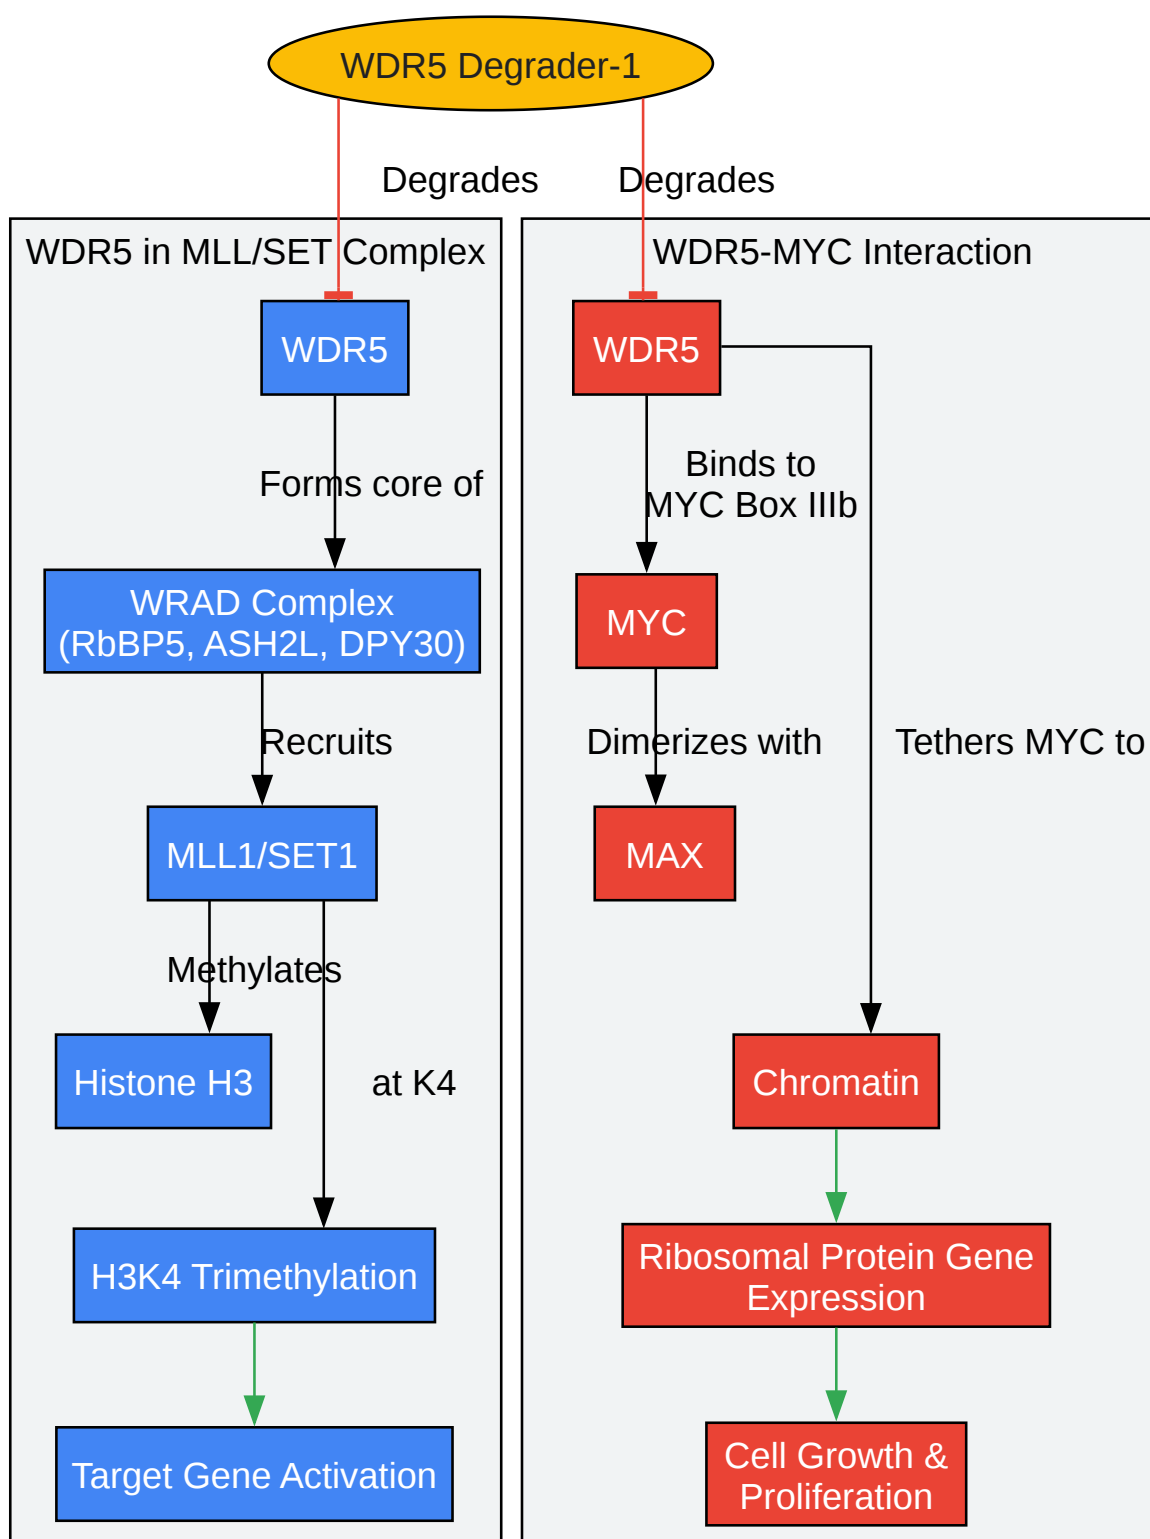 WDR5 Degrader-1
Degrades
Degrades
WDR5 in MLL/SET Complex
WDR5
Forms core of
WRAD Complex
(RbBP5, ASH2L, DPY30)
Recruits
MLL1/SET1
Methylates
Histone H3
at K4
H3K4 Trimethylation
Target Gene Activation
WDR5-MYC Interaction
WDR5
Binds to
MYC Box IIIb
MYC
Dimerizes with
Tethers MYC to
MAX
Chromatin
Ribosomal Protein Gene
Expression
Cell Growth &
Proliferation